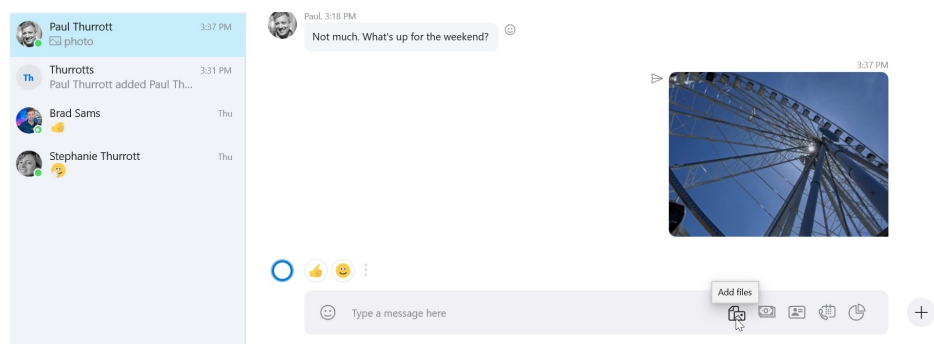 Paul Thurrott 3:37 PM
photo
Th
Thurrotts 3:31 PM
Paul Thurrott added Paul Th...
Brad Sams Thu
Stephanie Thurrott Thu
Paul, 3:18 PM
Not much. What's up for the weekend?
3:37 PM
Add files
Type a message here